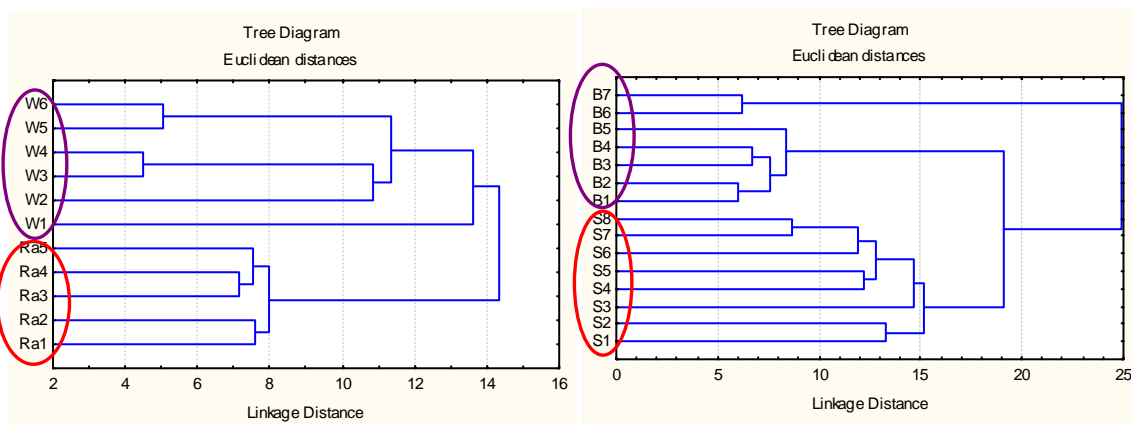 Tree Diagram
Euclidean distances
W6
W5
W4
W3
W2
W1
Ra5
Ra4
Ra3
Ra2
Ra1
2 4 6 8 10 12 14 16
Linkage Distance
Tree Diagram
Euclidean distances
B7
B6
B5
B4
B3
B2
B1
S8
S7
S6
S5
S4
S3
S2
S1
0 5 10 15 20 25
Linkage Distance